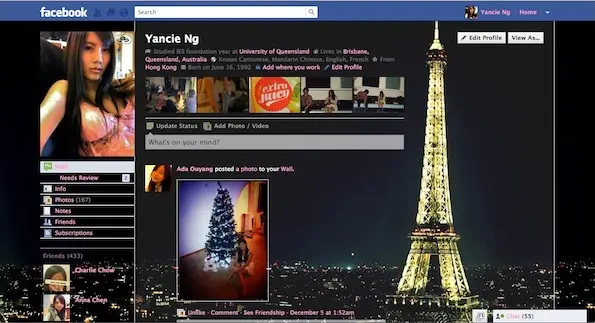 facebook
Search
Yancie Ng
Home
Yancie Ng
Edit Profile
View As...
Studied IES foundation year at University of Queensland Lives in Brisbane,
Queensland, Australia Knows Cantonese, Mandarin Chinese, English, French From
Hong Kong Born on June 16, 1992 Add where you work Edit Profile
extra
juicy
Update Status Add Photo / Video
What's on your mind?
Wall
Needs Review 2
Info
Photos (167)
Notes
Friends
Subscriptions
Friends (433)
Charlie Chow
Anna Chen
Ada Ouyang posted a photo to your Wall.
Unlike · Comment · See Friendship · December 5 at 1:52am
Chat (55)